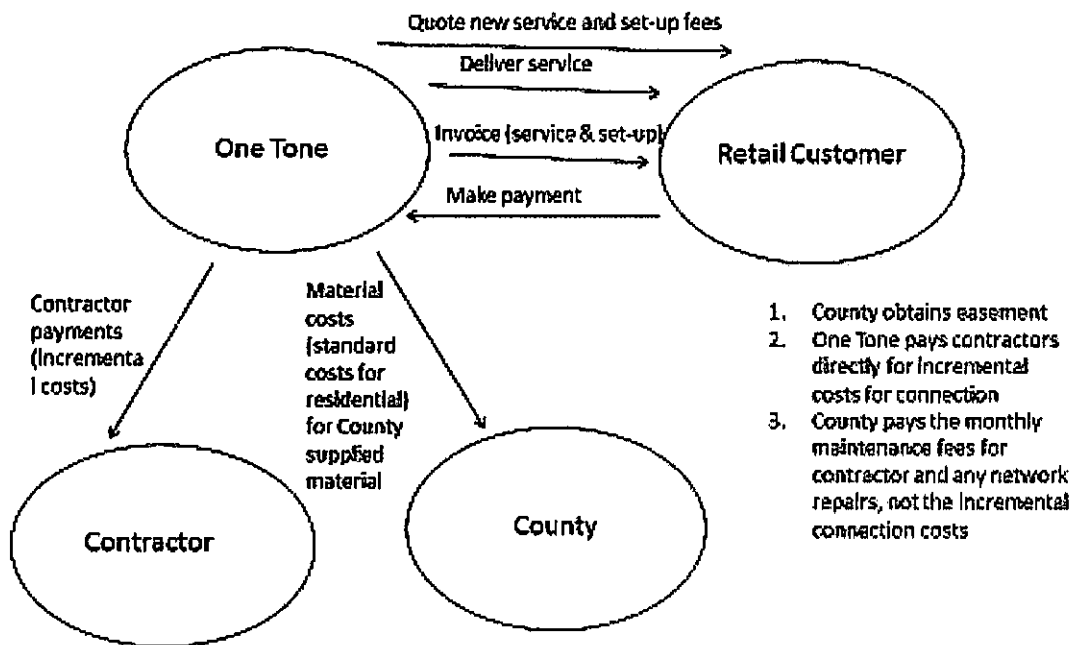 Quote new service and set-up fees
Deliver service
One Tone
Invoice (service & set-up)
Retail Customer
Make payment
Contractor
payments
(Incrementa
l costs)
Material
costs
(standard
costs for
residential)
for County
supplied
material
1. County obtains easement
2. One Tone pays contractors
directly for incremental
costs for connection
3. County pays the monthly
maintenance fees for
contractor and any network
repairs, not the incremental
connection costs
Contractor
County